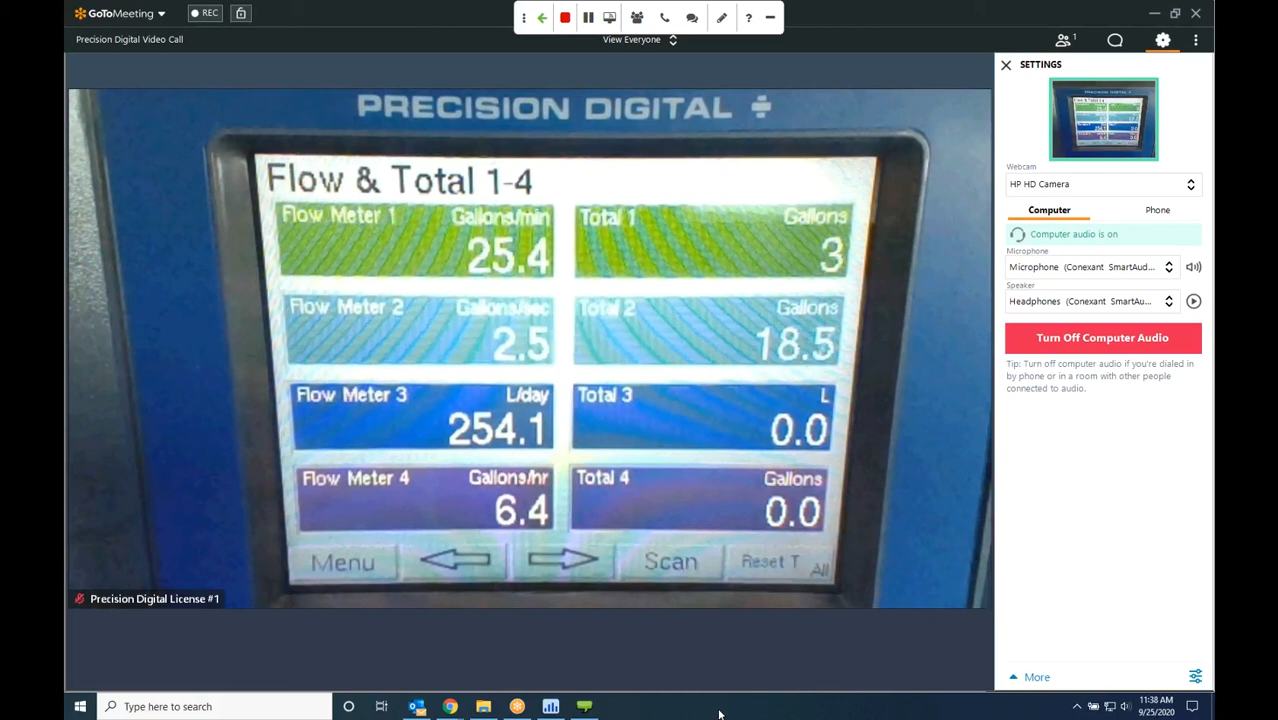 GoToMeeting
REC
Precision Digital Video Call
View Everyone
?
1
PRECISION DIGITAL
Flow & Total 1-4
Flow Meter 1 Gallons/min
25.4
Total 1 Gallons
3
Flow Meter 2 Gallons/sec
2.5
Total 2 Gallons
18.5
Flow Meter 3 L/day
254.1
Total 3 L
0.0
Flow Meter 4 Gallons/hr
6.4
Total 4 Gallons
0.0
Menu Scan Reset T All
Precision Digital License #1
SETTINGS
Webcam
HP HD Camera
Computer Phone
Computer audio is on
Microphone
Microphone (Conexant SmartAud...
Speaker
Headphones (Conexant SmartAu...
Turn Off Computer Audio
Tip: Turn off computer audio if you're dialed in
by phone or in a room with other people
connected to audio.
More
Type here to search
11:38 AM
9/25/2020